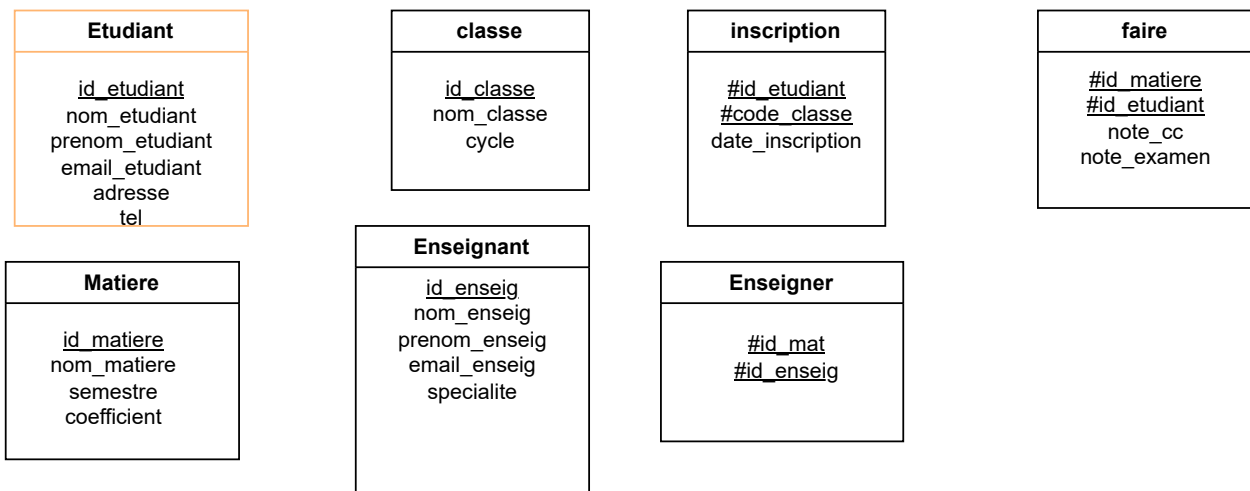 Etudiant
id_etudiant
nom_etudiant
prenom_etudiant
email_etudiant
adresse
tel
classe
id_classe
nom_classe
cycle
inscription
#id_etudiant
#code_classe
date_inscription
faire
#id_matiere
#id_etudiant
note_cc
note_examen
Matiere
id_matiere
nom_matiere
semestre
coefficient
Enseignant
id_enseig
nom_enseig
prenom_enseig
email_enseig
specialite
Enseigner
#id_mat
#id_enseig